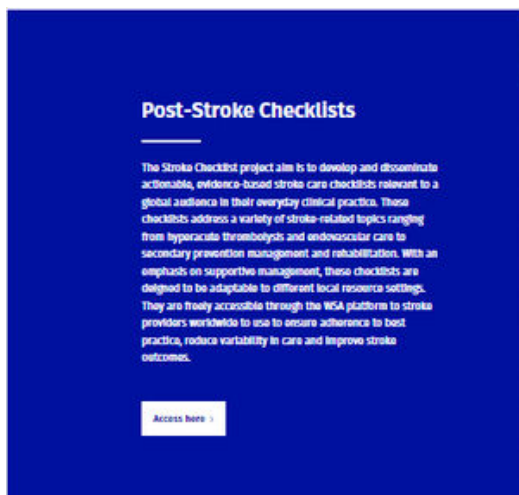 Post-Stroke Checklists
The Stroke Checklist project aim is to develop and disseminate
actionable, evidence-based stroke care checklists relevant to a
global audience in their everyday clinical practice. These
checklists address a variety of stroke-related topics ranging
from hyperacute thrombolysis and endovascular care to
secondary prevention management and rehabilitation. With an
emphasis on supportive management, these checklists are
deigned to be adaptable to different local resource settings.
They are freely accessible through the WSA platform to stroke
providers worldwide to use to ensure adherence to best
practice, reduce variability in care and improve stroke
outcomes.
Access here >